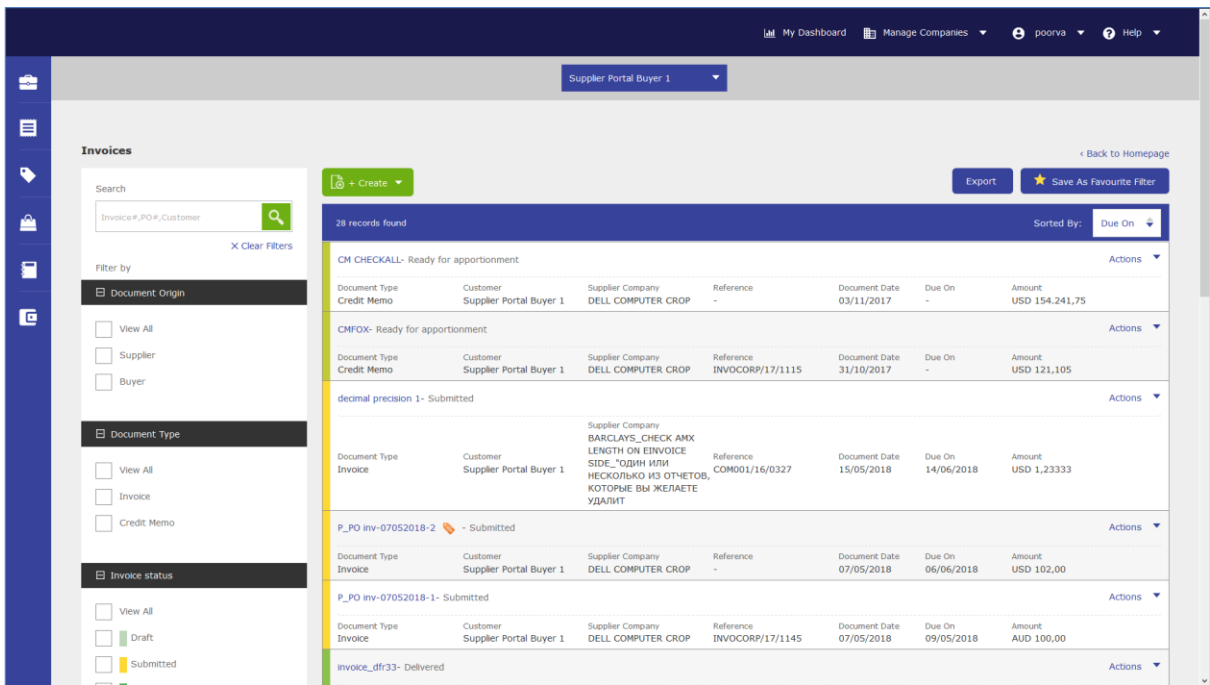 My Dashboard Manage Companies poorva Help
Supplier Portal Buyer 1
Invoices
‹ Back to Homepage
Search
Invoice#,PO#,Customer
X Clear Filters
Filter by
Document Origin
View All
Supplier
Buyer
Document Type
View All
Invoice
Credit Memo
Invoice status
View All
Draft
Submitted
+ Create
Export
Save As Favourite Filter
28 records found
Sorted By: Due On
CM CHECKALL- Ready for apportionment Actions
Document Type Customer Supplier Company Reference Document Date Due On Amount
Credit Memo Supplier Portal Buyer 1 DELL COMPUTER CROP - 03/11/2017 - USD 154.241,75
CMFOX- Ready for apportionment Actions
Document Type Customer Supplier Company Reference Document Date Due On Amount
Credit Memo Supplier Portal Buyer 1 DELL COMPUTER CROP INVOCORP/17/1115 31/10/2017 - USD 121,105
decimal precision 1- Submitted Actions
Supplier Company
BARCLAYS_CHECK AMX
LENGTH ON EINVOICE
SIDE_"ОДИН ИЛИ
НЕСКОЛЬКО ИЗ ОТЧЕТОВ,
КОТОРЫЕ ВЫ ЖЕЛАЕТЕ
УДАЛИТ
Document Type Customer Reference Document Date Due On Amount
Invoice Supplier Portal Buyer 1 COM001/16/0327 15/05/2018 14/06/2018 USD 1,23333
P_PO inv-07052018-2 - Submitted Actions
Document Type Customer Supplier Company Reference Document Date Due On Amount
Invoice Supplier Portal Buyer 1 DELL COMPUTER CROP - 07/05/2018 06/06/2018 USD 102,00
P_PO inv-07052018-1- Submitted Actions
Document Type Customer Supplier Company Reference Document Date Due On Amount
Invoice Supplier Portal Buyer 1 DELL COMPUTER CROP INVOCORP/17/1145 07/05/2018 09/05/2018 AUD 100,00
invoice_dfr33- Delivered Actions